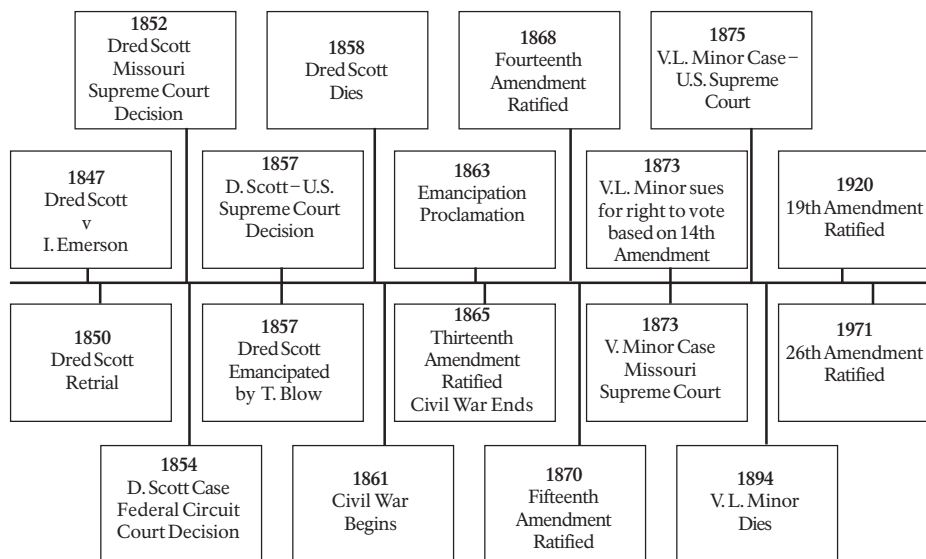 1852
Dred Scott
Missouri
Supreme Court
Decision
1858
Dred Scott
Dies
1868
Fourteenth
Amendment
Ratified
1875
V.L. Minor Case –
U.S. Supreme
Court
1847
Dred Scott
v
I. Emerson
1857
D. Scott – U.S.
Supreme Court
Decision
1863
Emancipation
Proclamation
1873
V.L. Minor sues
for right to vote
based on 14th
Amendment
1920
19th Amendment
Ratified
1850
Dred Scott
Retrial
1857
Dred Scott
Emancipated
by T. Blow
1865
Thirteenth
Amendment
Ratified
Civil War Ends
1873
V. Minor Case
Missouri
Supreme Court
1971
26th Amendment
Ratified
1854
D. Scott Case
Federal Circuit
Court Decision
1861
Civil War
Begins
1870
Fifteenth
Amendment
Ratified
1894
V. L. Minor
Dies